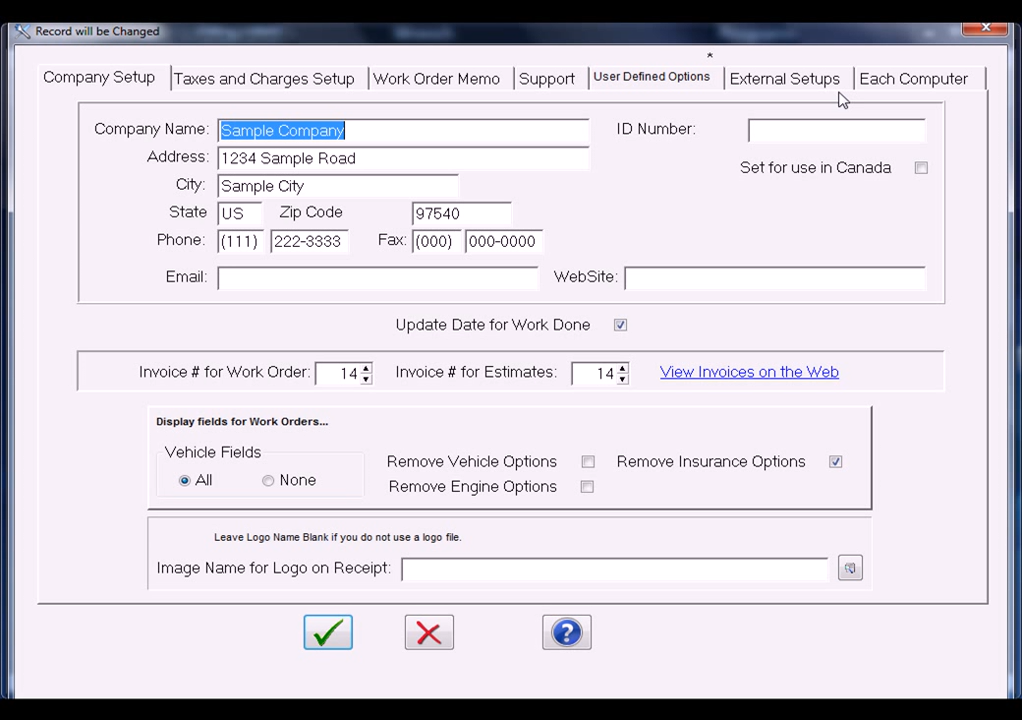 Record will be Changed
*
Company Setup Taxes and Charges Setup Work Order Memo Support User Defined Options External Setups Each Computer
Company Name: Sample Company ID Number:
Address: 1234 Sample Road Set for use in Canada
City: Sample City
State US Zip Code 97540
Phone: (111) 222-3333 Fax: (000) 000-0000
Email: WebSite:
Update Date for Work Done
Invoice # for Work Order: 14 Invoice # for Estimates: 14 View Invoices on the Web
Display fields for Work Orders...
Vehicle Fields
Remove Vehicle Options Remove Insurance Options
All None
Remove Engine Options
Leave Logo Name Blank if you do not use a logo file.
Image Name for Logo on Receipt: